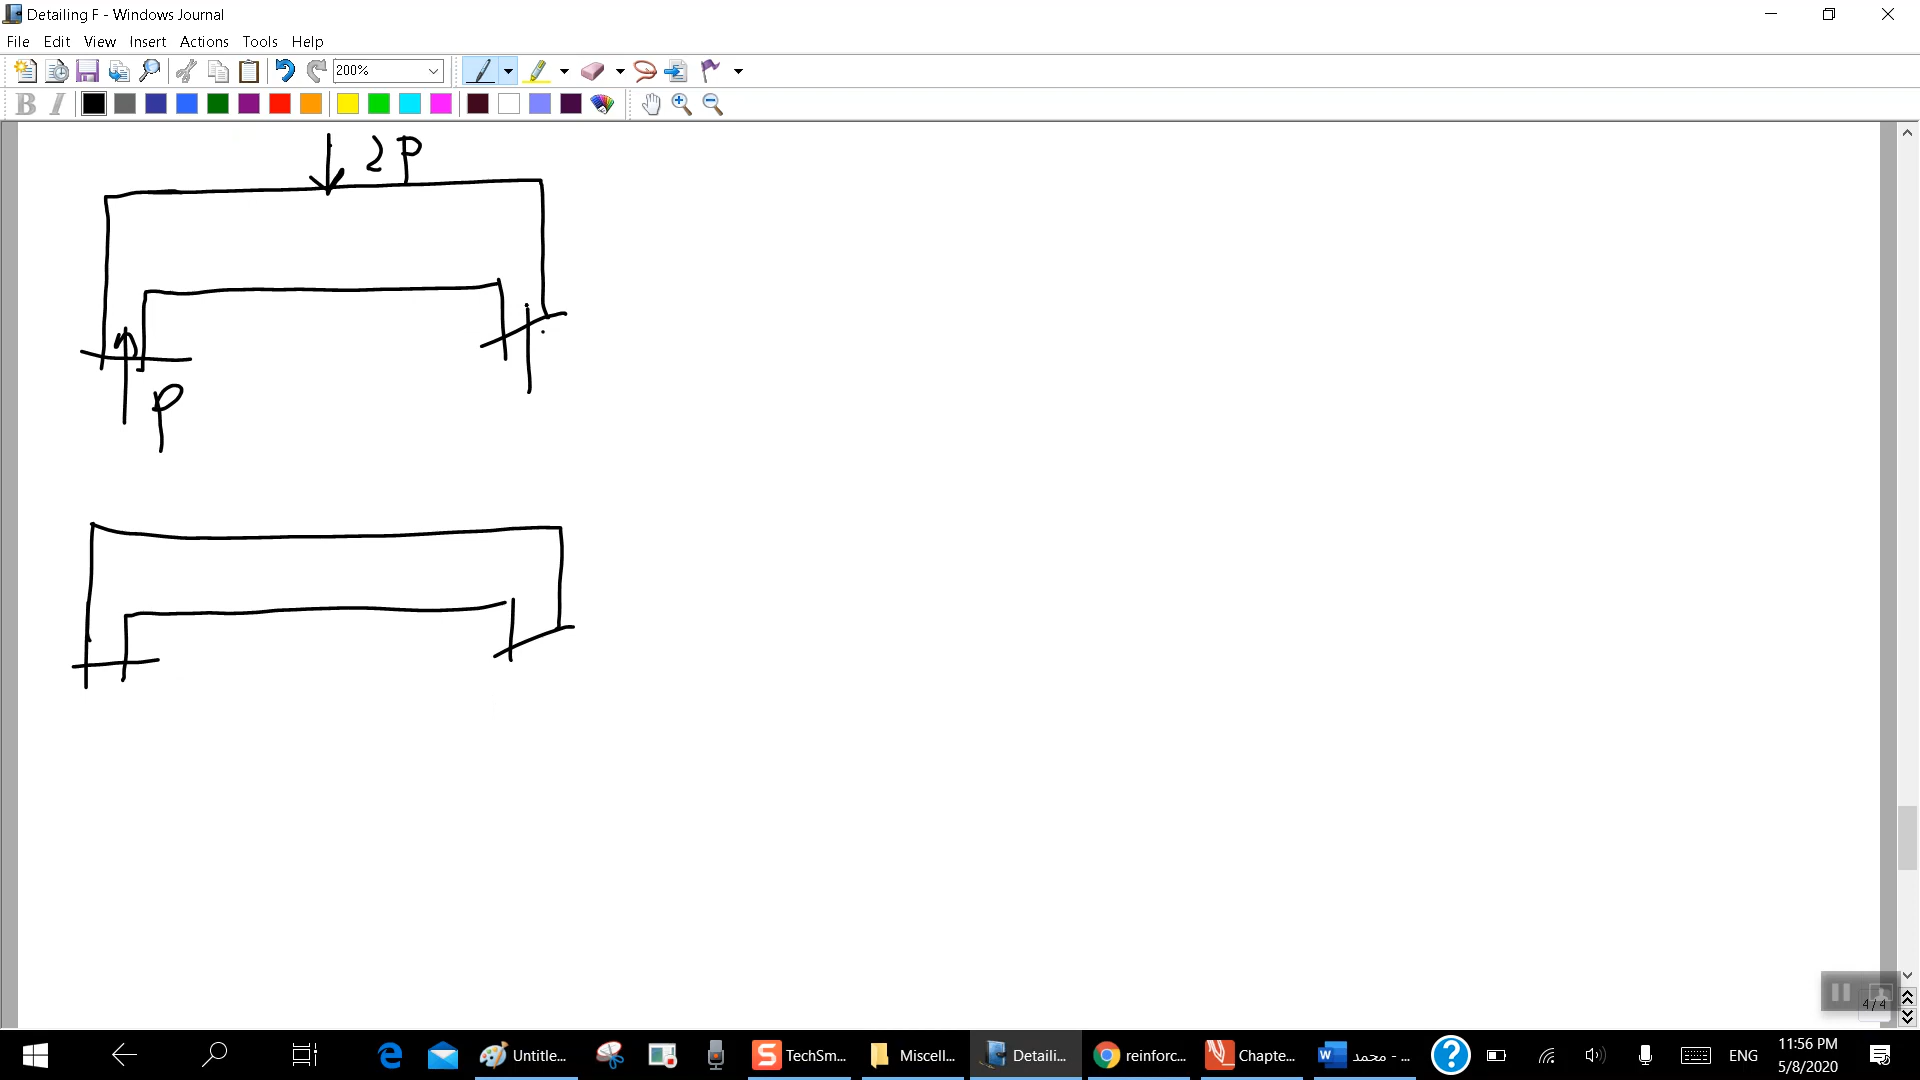 Detailing F - Windows Journal
File Edit View Insert Actions Tools Help
200%
B I
2P
P
4 / 4
Untitle...
TechSm...
Miscell...
Detaili...
reinforc...
Chapte...
محمد - ...
ENG
11:56 PM
5/8/2020